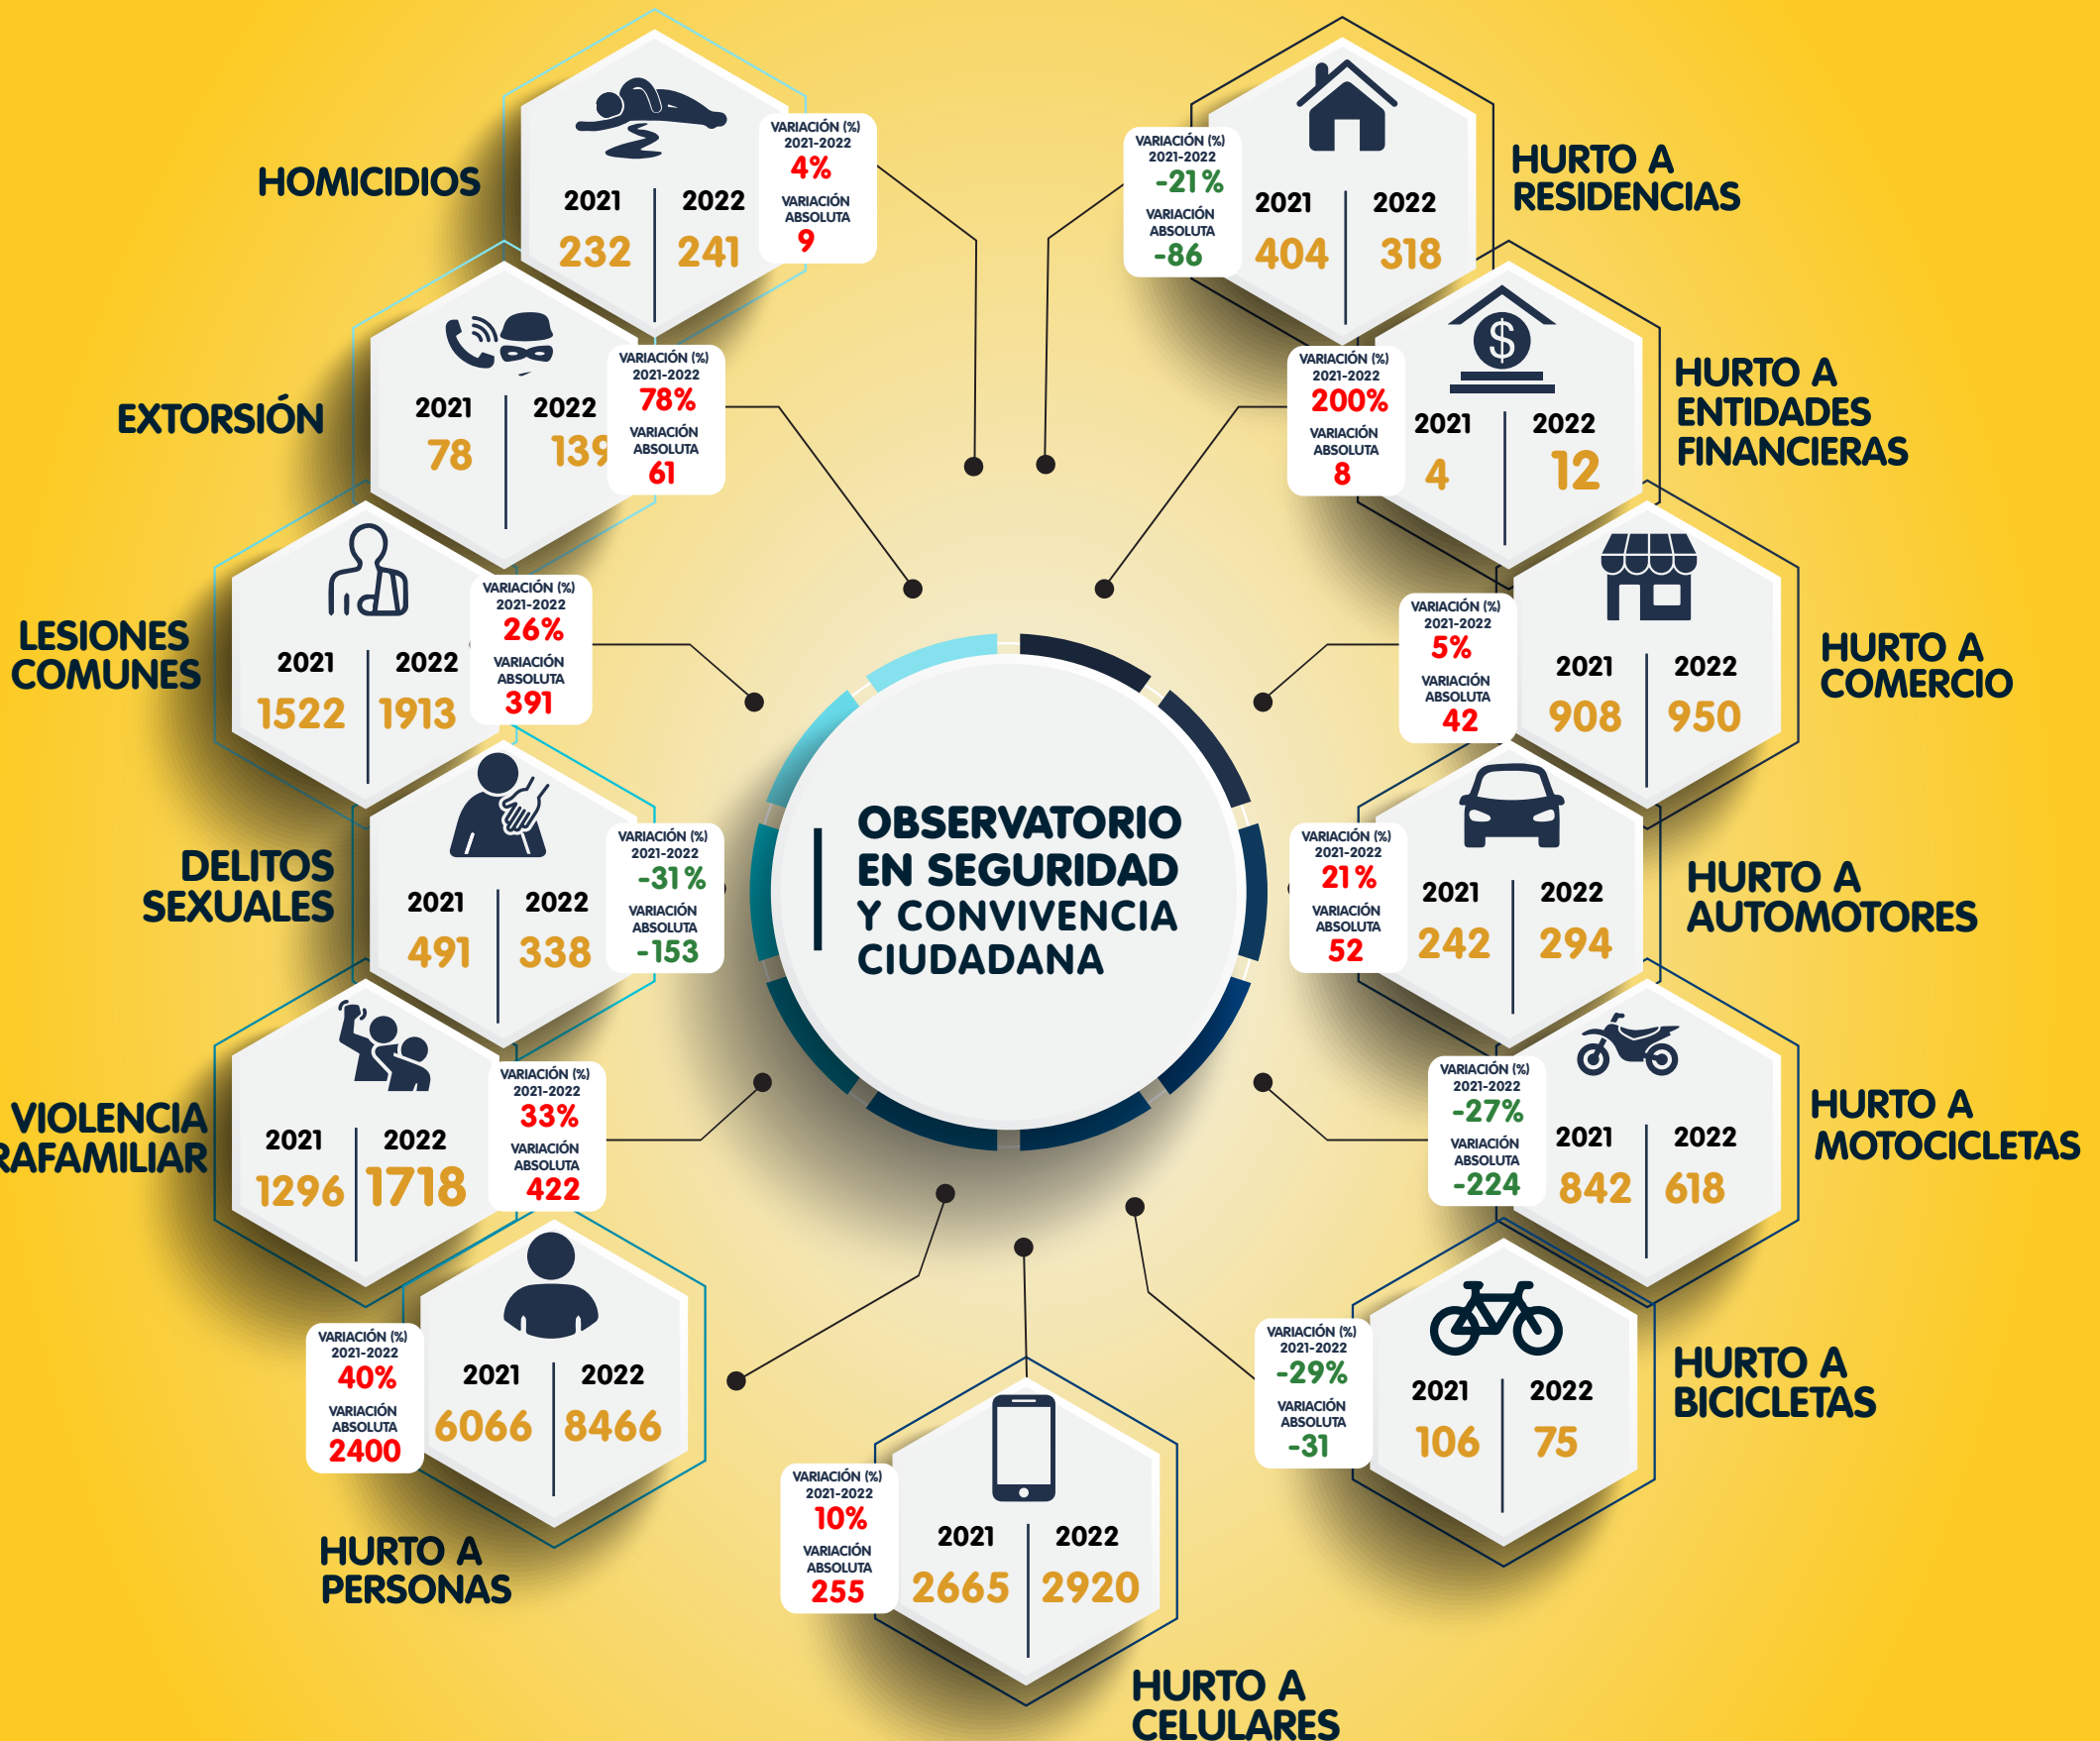 HOMICIDIOS
2021 2022
232 241
VARIACIÓN (%)
2021-2022
4%
VARIACIÓN
ABSOLUTA
9
EXTORSIÓN
2021 2022
78 139
VARIACIÓN (%)
2021-2022
78%
VARIACIÓN
ABSOLUTA
61
LESIONES
COMUNES
2021 2022
1522 1913
VARIACIÓN (%)
2021-2022
26%
VARIACIÓN
ABSOLUTA
391
DELITOS
SEXUALES
2021 2022
491 338
VARIACIÓN (%)
2021-2022
-31%
VARIACIÓN
ABSOLUTA
-153
VIOLENCIA
RAFAMILIAR
2021 2022
1296 1718
VARIACIÓN (%)
2021-2022
33%
VARIACIÓN
ABSOLUTA
422
VARIACIÓN (%)
2021-2022
40%
VARIACIÓN
ABSOLUTA
2400
2021 2022
6066 8466
HURTO A
PERSONAS
OBSERVATORIO
EN SEGURIDAD
Y CONVIVENCIA
CIUDADANA
VARIACIÓN (%)
2021-2022
10%
VARIACIÓN
ABSOLUTA
255
2021 2022
2665 2920
HURTO A
CELULARES
VARIACIÓN (%)
2021-2022
-21%
VARIACIÓN
ABSOLUTA
-86
2021 2022
404 318
HURTO A
RESIDENCIAS
VARIACIÓN (%)
2021-2022
200%
VARIACIÓN
ABSOLUTA
8
$
2021 2022
4 12
HURTO A
ENTIDADES
FINANCIERAS
VARIACIÓN (%)
2021-2022
5%
VARIACIÓN
ABSOLUTA
42
2021 2022
908 950
HURTO A
COMERCIO
VARIACIÓN (%)
2021-2022
21%
VARIACIÓN
ABSOLUTA
52
2021 2022
242 294
HURTO A
AUTOMOTORES
VARIACIÓN (%)
2021-2022
-27%
VARIACIÓN
ABSOLUTA
-224
2021 2022
842 618
HURTO A
MOTOCICLETAS
VARIACIÓN (%)
2021-2022
-29%
VARIACIÓN
ABSOLUTA
-31
2021 2022
106 75
HURTO A
BICICLETAS